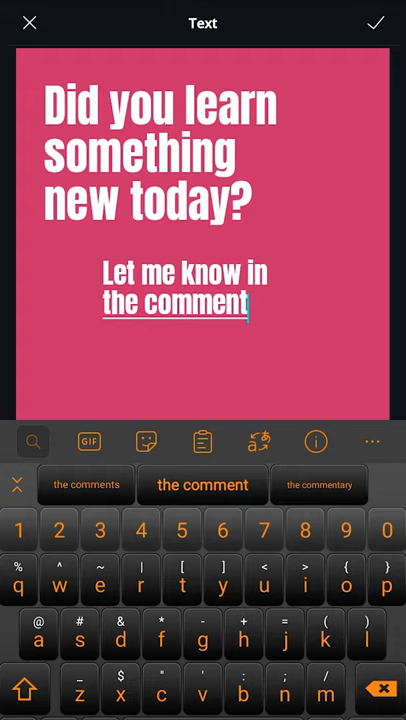 Text
Did you learn
something
new today?
Let me know in
the comment
GIF
the comments
the comment
the commentary
1 2 3 4 5 6 7 8 9 0
% ^ ~ | [ ] < > { }
q w e r t y u i o p
@ # & * - + = ( )
a s d f g h j k l
_ $ " ' : ; /
z x c v b n m